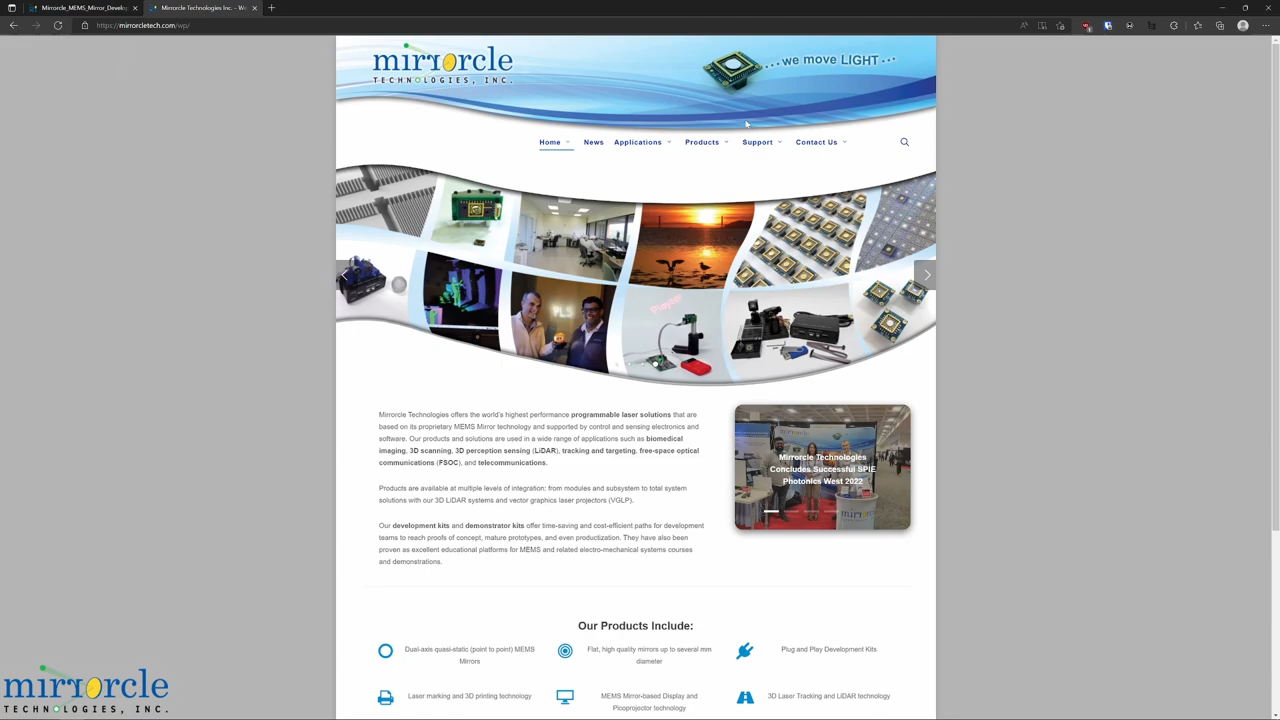 Mirrorcle_MEMS_Mirror_Develop
Mirrorcle Technologies Inc. - We
https://mirrorcletech.com/wp/
mirrorcle
TECHNOLOGIES, INC.
...we move LIGHT...
Home
News
Applications
Products
Support
Contact Us
Mirrorcle Technologies offers the world's highest performance programmable laser solutions that are
based on its proprietary MEMS Mirror technology and supported by control and sensing electronics and
software. Our products and solutions are used in a wide range of applications such as biomedical
imaging, 3D scanning, 3D perception sensing (LiDAR), tracking and targeting, free-space optical
communications (FSOC), and telecommunications.
Products are available at multiple levels of integration: from modules and subsystem to total system
solutions with our 3D LiDAR systems and vector graphics laser projectors (VGLP).
Our development kits and demonstrator kits offer time-saving and cost-efficient paths for development
teams to reach proofs of concept, mature prototypes, and even productization. They have also been
proven as excellent educational platforms for MEMS and related electro-mechanical systems courses
and demonstrations.
Mirrorcle Technologies
Concludes Successful SPIE
Photonics West 2022
Our Products Include:
Dual-axis quasi-static (point to point) MEMS
Mirrors
Flat, high quality mirrors up to several mm
diameter
Plug and Play Development Kits
Laser marking and 3D printing technology
MEMS Mirror-based Display and
Picoprojector technology
3D Laser Tracking and LiDAR technology
mirrorcle
TECHNOLOGIES, INC.